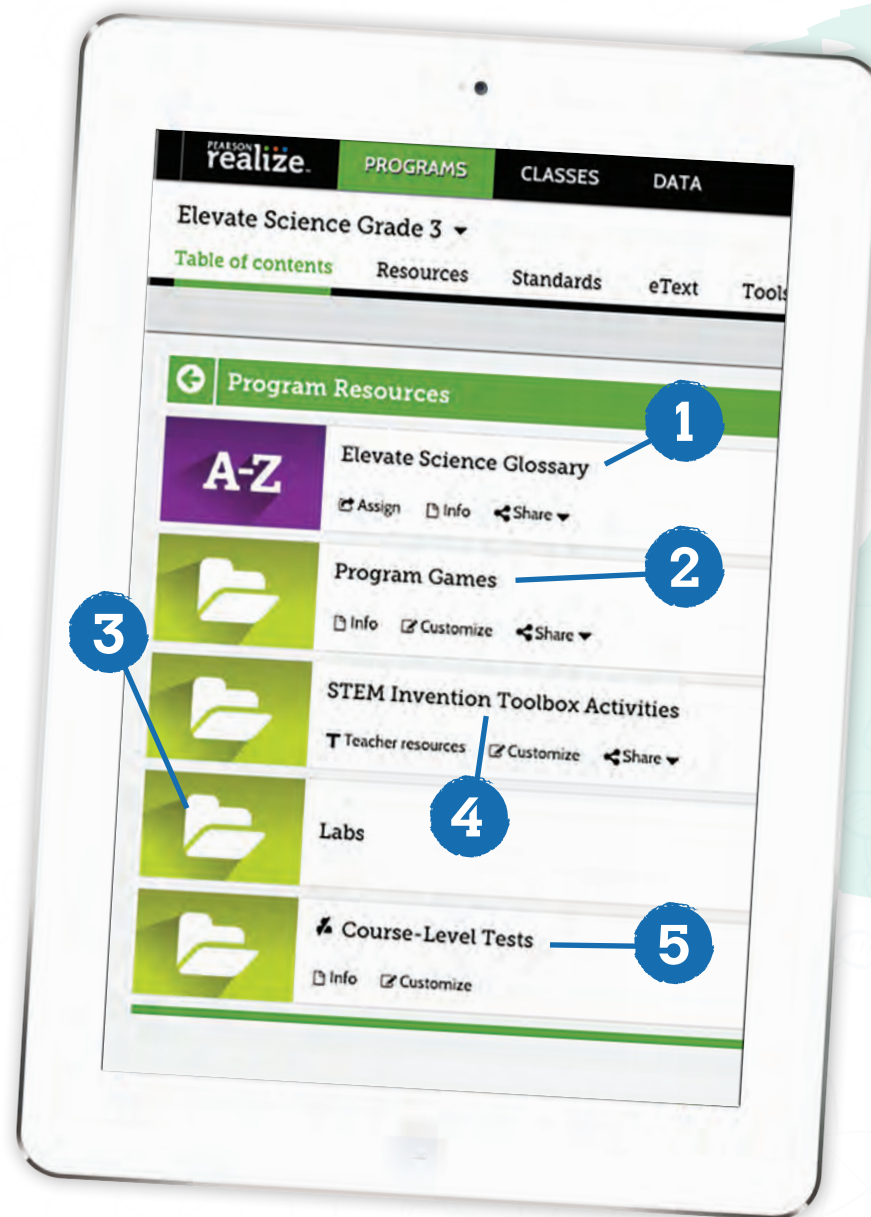 PEARSON
realize.
PROGRAMS CLASSES DATA
Elevate Science Grade 3
Table of contents Resources Standards eText Tools
Program Resources
1
A-Z
Elevate Science Glossary
Assign Info Share
2
Program Games
Info Customize Share
3
STEM Invention Toolbox Activities
T Teacher resources Customize Share
4
Labs
5
Course-Level Tests
Info Customize